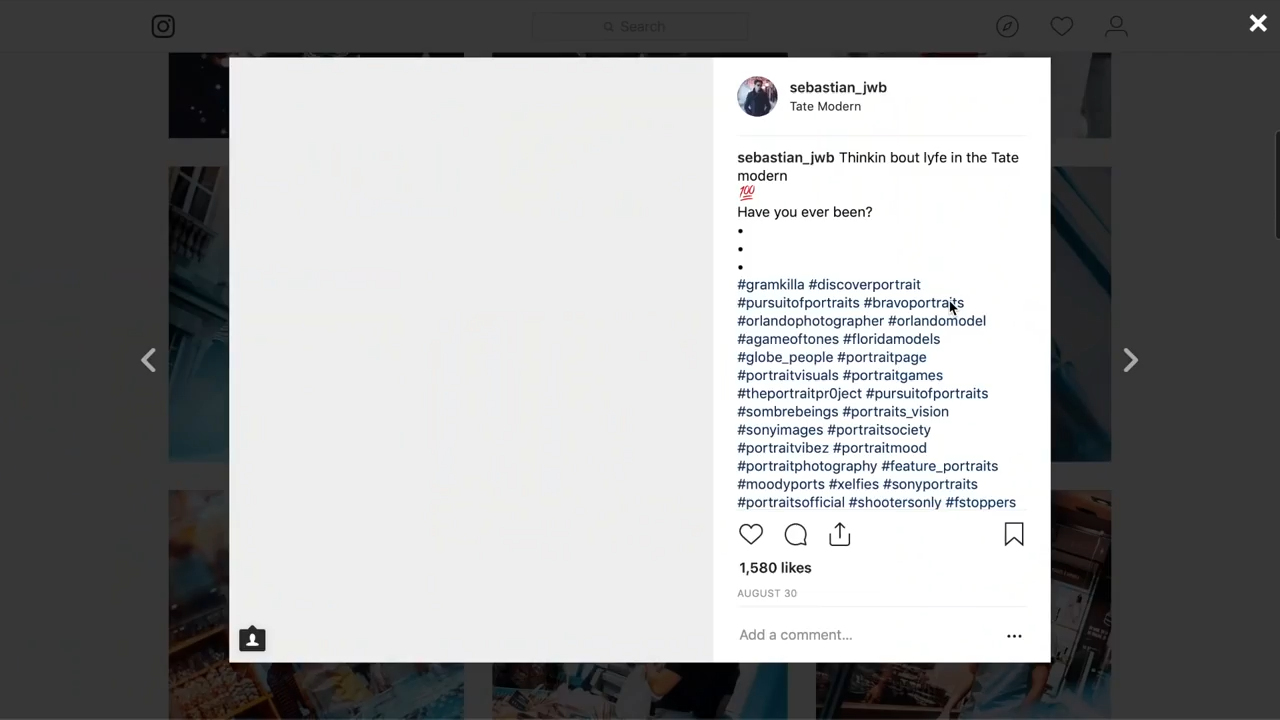 Search
sebastian_jwb
Tate Modern
sebastian_jwb Thinkin bout lyfe in the Tate
modern
💯
Have you ever been?
•
•
•
#gramkilla #discoverportrait
#pursuitofportraits #bravoportraits
#orlandophotographer #orlandomodel
#agameoftones #floridamodels
#globe_people #portraitpage
#portraitvisuals #portraitgames
#theportraitpr0ject #pursuitofportraits
#sombrebeings #portraits_vision
#sonyimages #portraitsociety
#portraitvibez #portraitmood
#portraitphotography #feature_portraits
#moodyports #xelfies #sonyportraits
#portraitsofficial #shootersonly #fstoppers
1,580 likes
AUGUST 30
Add a comment...